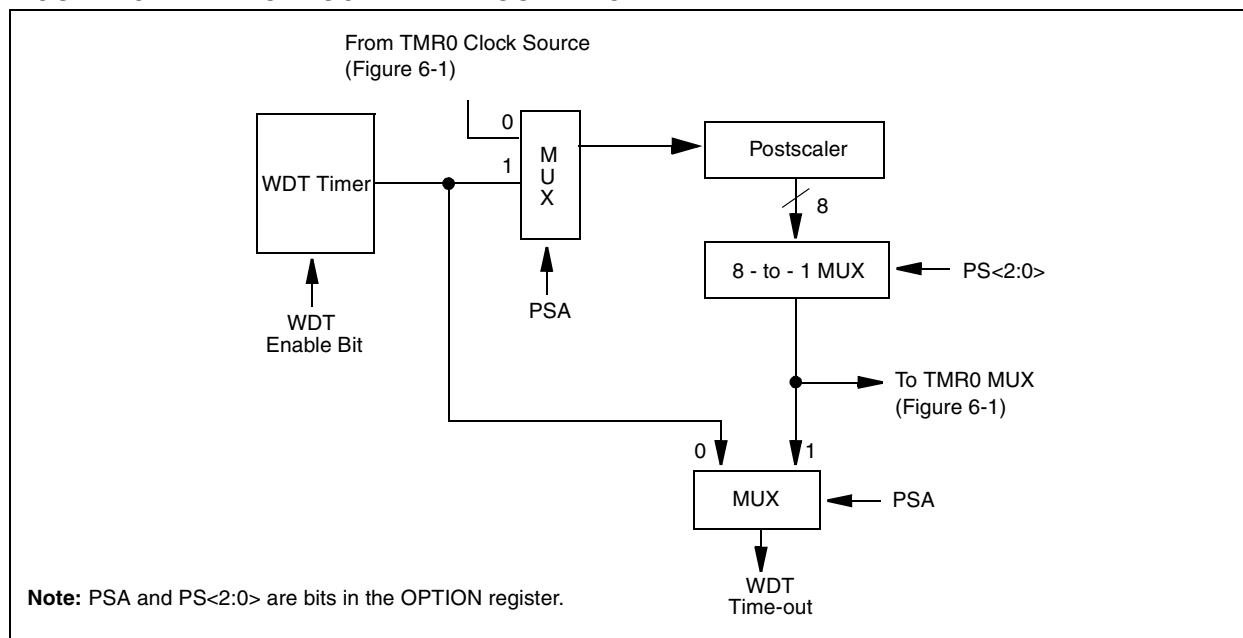 From TMR0 Clock Source
(Figure 6-1)
0
1
M
U
X
WDT Timer
Postscaler
8
8 - to - 1 MUX
PS<2:0>
PSA
WDT
Enable Bit
To TMR0 MUX
(Figure 6-1)
0
1
MUX
PSA
WDT
Time-out
Note: PSA and PS<2:0> are bits in the OPTION register.